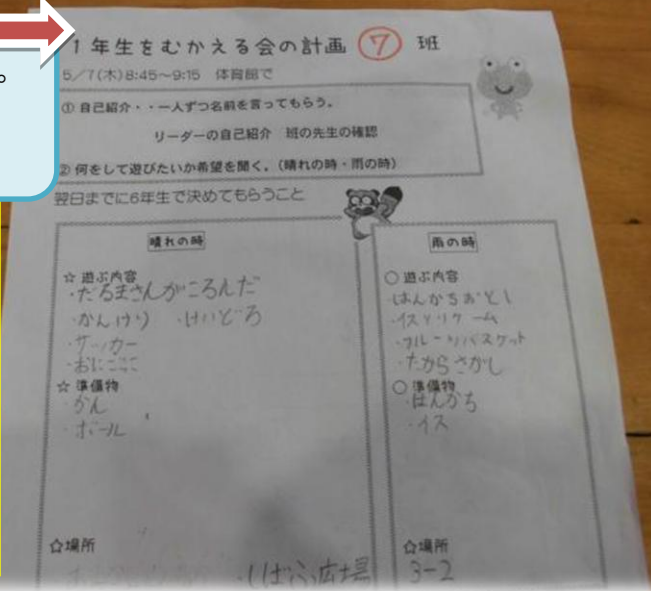 。
1年生をむかえる会の計画 ⑦ 班
5/7(木)8:45～9:15 体育館で
① 自己紹介・・一人ずつ名前を言ってもらう。
リーダーの自己紹介 班の先生の確認
② 何をして遊びたいか希望を聞く。(晴れの時・雨の時)
翌日までに6年生で決めてもらうこと
晴れの時
☆ 遊ぶ内容
・だるまさんがころんだ
・かんけり ・けいどろ
・サッカー
・おにごっこ
☆ 準備物
・かん
・ボール
☆場所
・しばふ広場
雨の時
○ 遊ぶ内容
・はんかちおとし
・イストリゲーム
・フルーツバスケット
・たからさがし
○ 準備物
・はんかち
・イス
☆場所
3-2